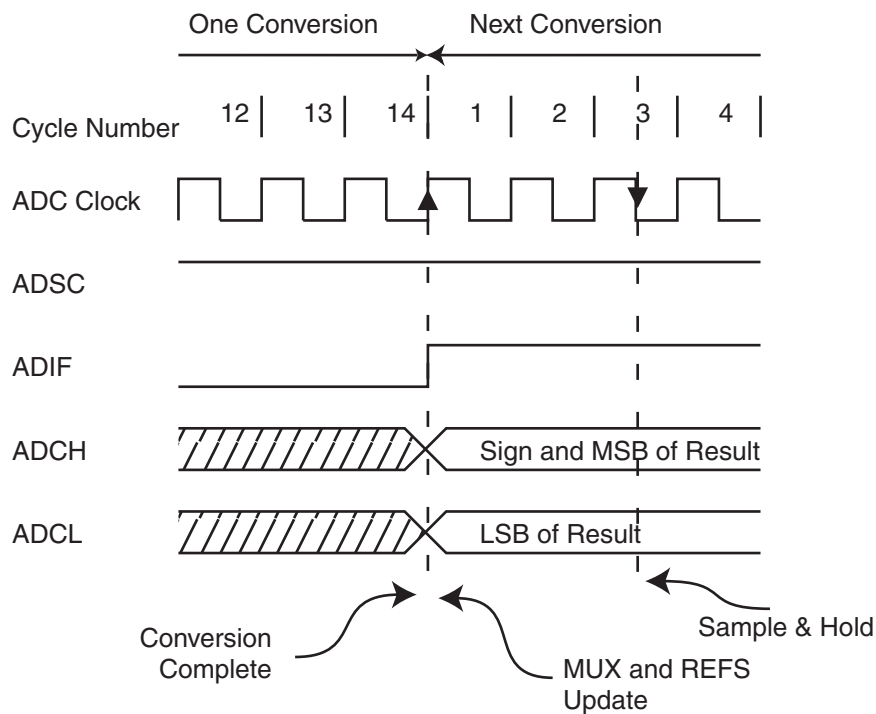 One Conversion Next Conversion
Cycle Number 12 13 14 1 2 3 4
ADC Clock
ADSC
ADIF
ADCH Sign and MSB of Result
ADCL LSB of Result
Conversion
Complete
MUX and REFS
Update
Sample & Hold